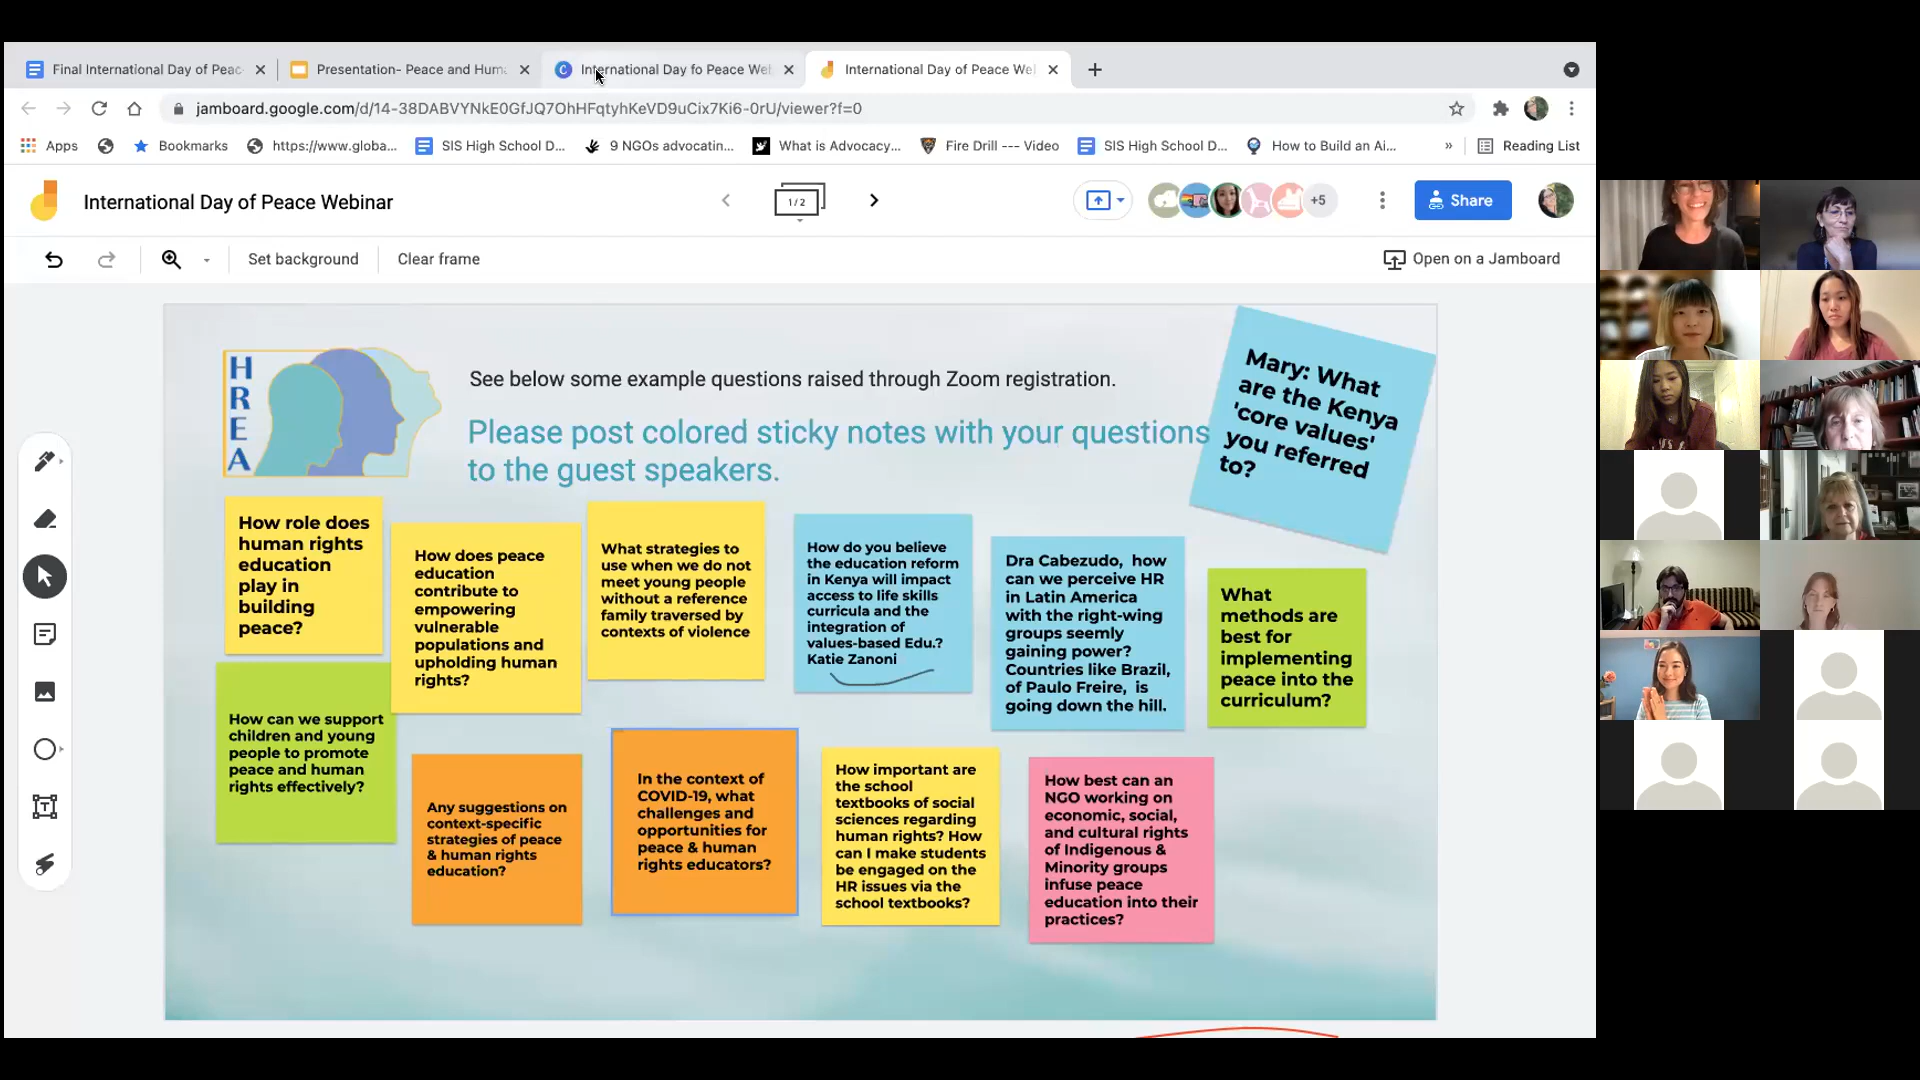 Final International Day of Peac
Presentation- Peace and Huma
International Day fo Peace Wel
International Day of Peace Wel
jamboard.google.com/d/14-38DABVYNkE0GfJQ7OhHFqtyhKeVD9uCix7Ki6-0rU/viewer?f=0
Apps
Bookmarks
https://www.globa...
SIS High School D...
9 NGOs advocatin...
What is Advocacy...
Fire Drill --- Video
SIS High School D...
How to Build an Ai...
»
Reading List
International Day of Peace Webinar
1/2
+5
Share
Set background
Clear frame
Open on a Jamboard
H
R
E
A
See below some example questions raised through Zoom registration.
Please post colored sticky notes with your questions
to the guest speakers.
Mary: What
are the Kenya
'core values'
you referred
to?
How role does
human rights
education
play in
building
peace?
How does peace
education
contribute to
empowering
vulnerable
populations and
upholding human
rights?
What strategies to
use when we do not
meet young people
without a reference
family traversed by
contexts of violence
How do you believe
the education reform
in Kenya will impact
access to life skills
curricula and the
integration of
values-based Edu.?
Katie Zanoni
Dra Cabezudo, how
can we perceive HR
in Latin America
with the right-wing
groups seemly
gaining power?
Countries like Brazil,
of Paulo Freire, is
going down the hill.
What
methods are
best for
implementing
peace into the
curriculum?
How can we support
children and young
people to promote
peace and human
rights effectively?
Any suggestions on
context-specific
strategies of peace
& human rights
education?
In the context of
COVID-19, what
challenges and
opportunities for
peace & human
rights educators?
How important are
the school
textbooks of social
sciences regarding
human rights? How
can I make students
be engaged on the
HR issues via the
school textbooks?
How best can an
NGO working on
economic, social,
and cultural rights
of Indigenous &
Minority groups
infuse peace
education into their
practices?